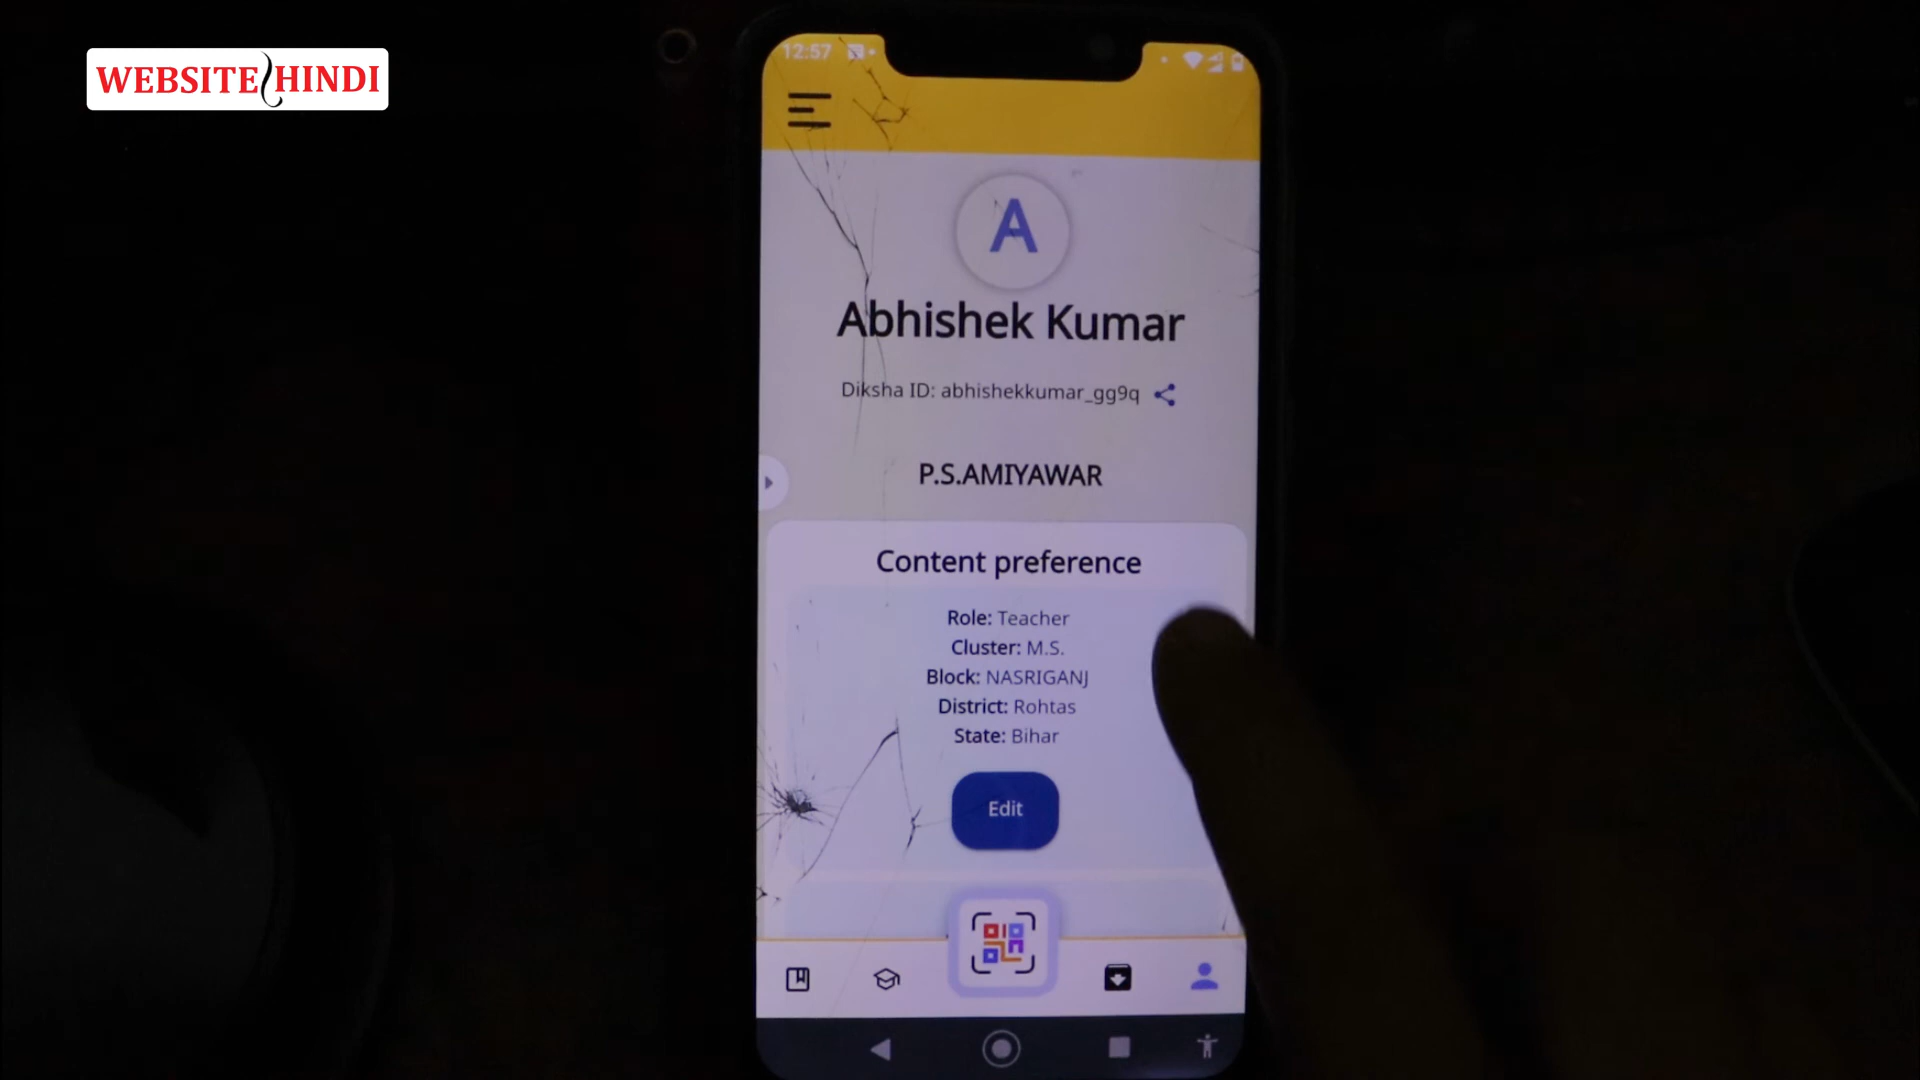 WEBSITE HINDI
12:57
A
Abhishek Kumar
Diksha ID: abhishekkumar_gg9q
P.S.AMIYAWAR
Content preference
Role: Teacher
Cluster: M.S.
Block: NASRIGANJ
District: Rohtas
State: Bihar
Edit